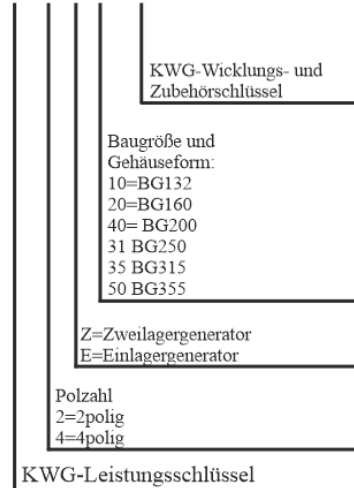 KWG-Wicklungs- und
Zubehörschlüssel
Baugröße und
Gehäuseform:
10=BG132
20=BG160
40= BG200
31 BG250
35 BG315
50 BG355
Z=Zweilagergenerator
E=Einlagergenerator
Polzahl
2=2polig
4=4polig
KWG-Leistungsschlüssel